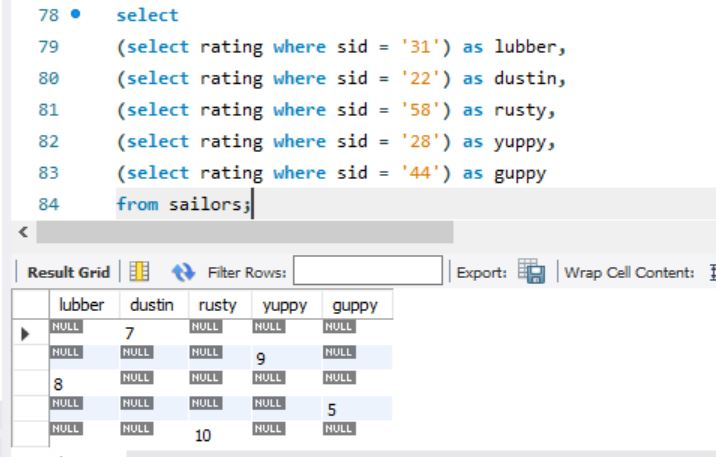 78 select
79 (select rating where sid = '31') as lubber,
80 (select rating where sid = '22') as dustin,
81 (select rating where sid = '58') as rusty,
82 (select rating where sid = '28') as yuppy,
83 (select rating where sid = '44') as guppy
84 from sailors;
Result Grid Filter Rows: Export: Wrap Cell Content:
lubber dustin rusty yuppy guppy
NULL 7 NULL NULL NULL
NULL NULL NULL 9 NULL
8 NULL NULL NULL NULL
NULL NULL NULL NULL 5
NULL NULL 10 NULL NULL